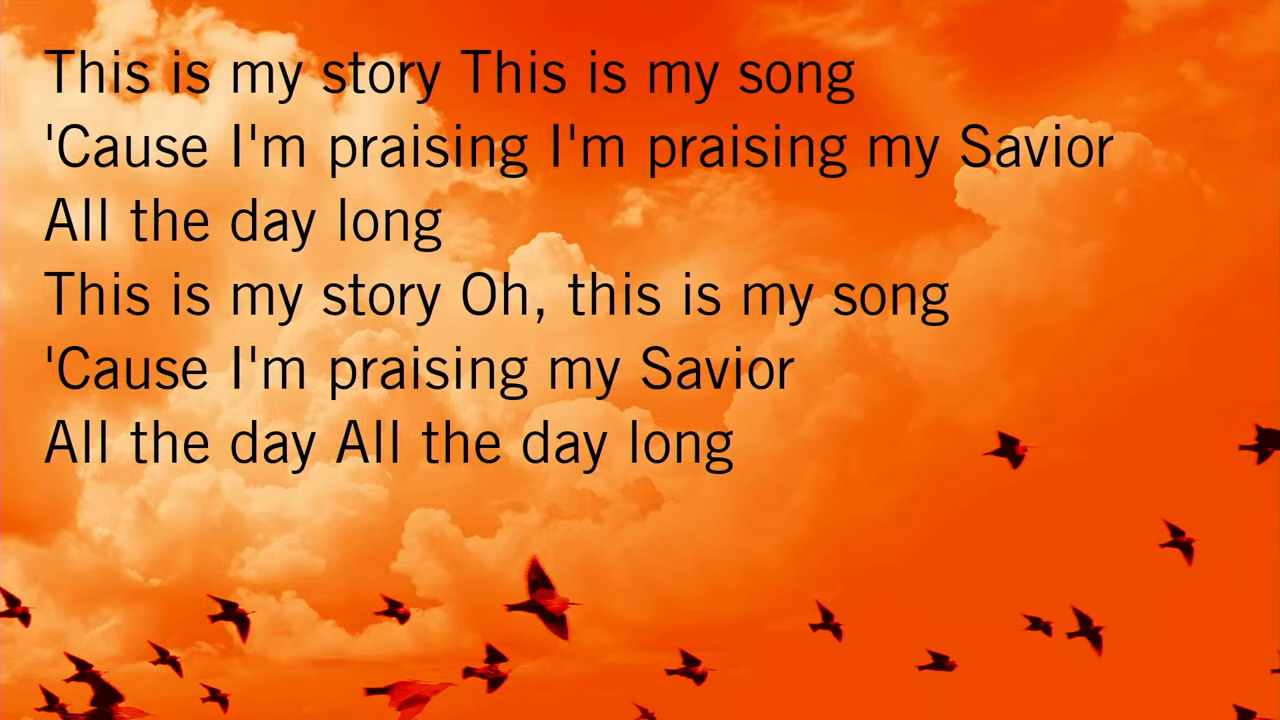 This is my story This is my song
'Cause I'm praising I'm praising my Savior
All the day long
This is my story Oh, this is my song
'Cause I'm praising my Savior
All the day All the day long